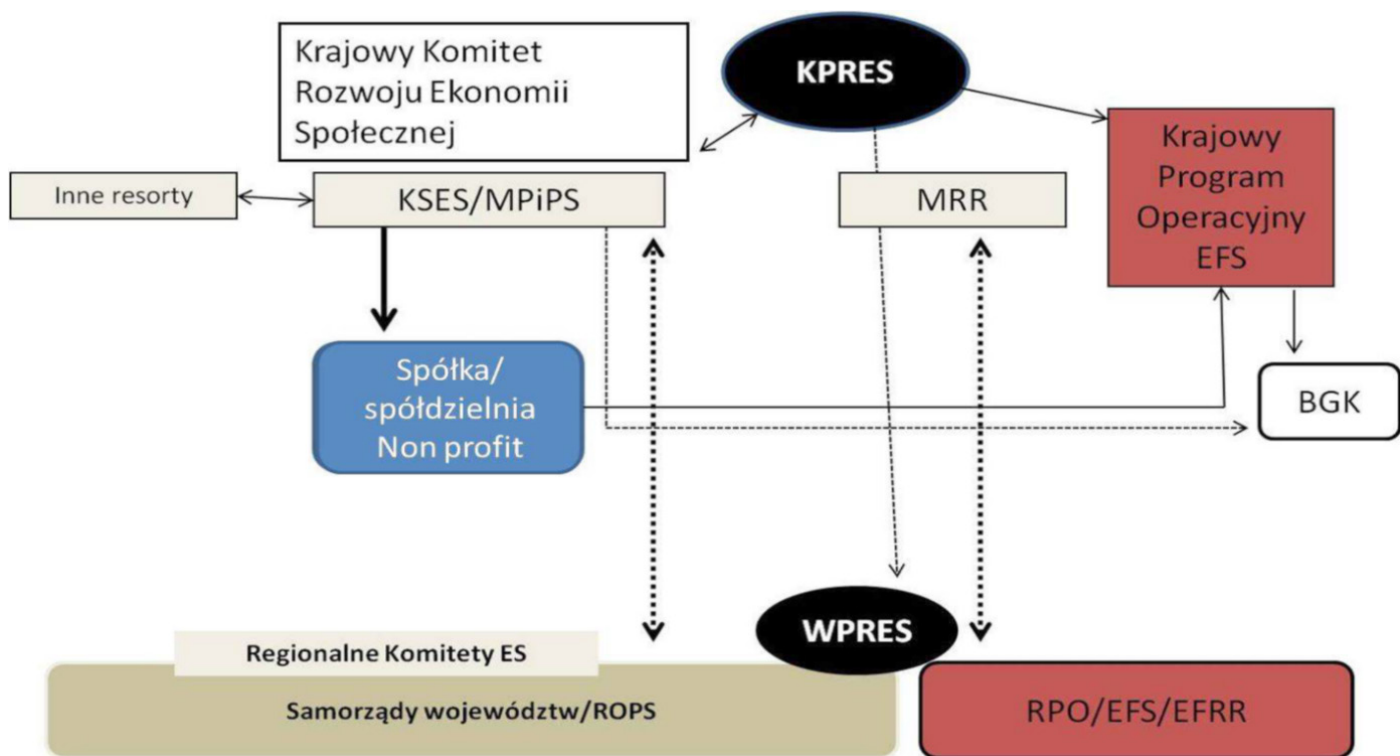 Krajowy Komitet
Rozwoju Ekonomii
Społecznej
KPRES
Krajowy
Program
Operacyjny
EFS
Inne resorty
KSES/MPiPS
MRR
Spółka/
spółdzielnia
Non profit
BGK
WPRES
Regionalne Komitety ES
Samorządy województw/ROPS
RPO/EFS/EFRR